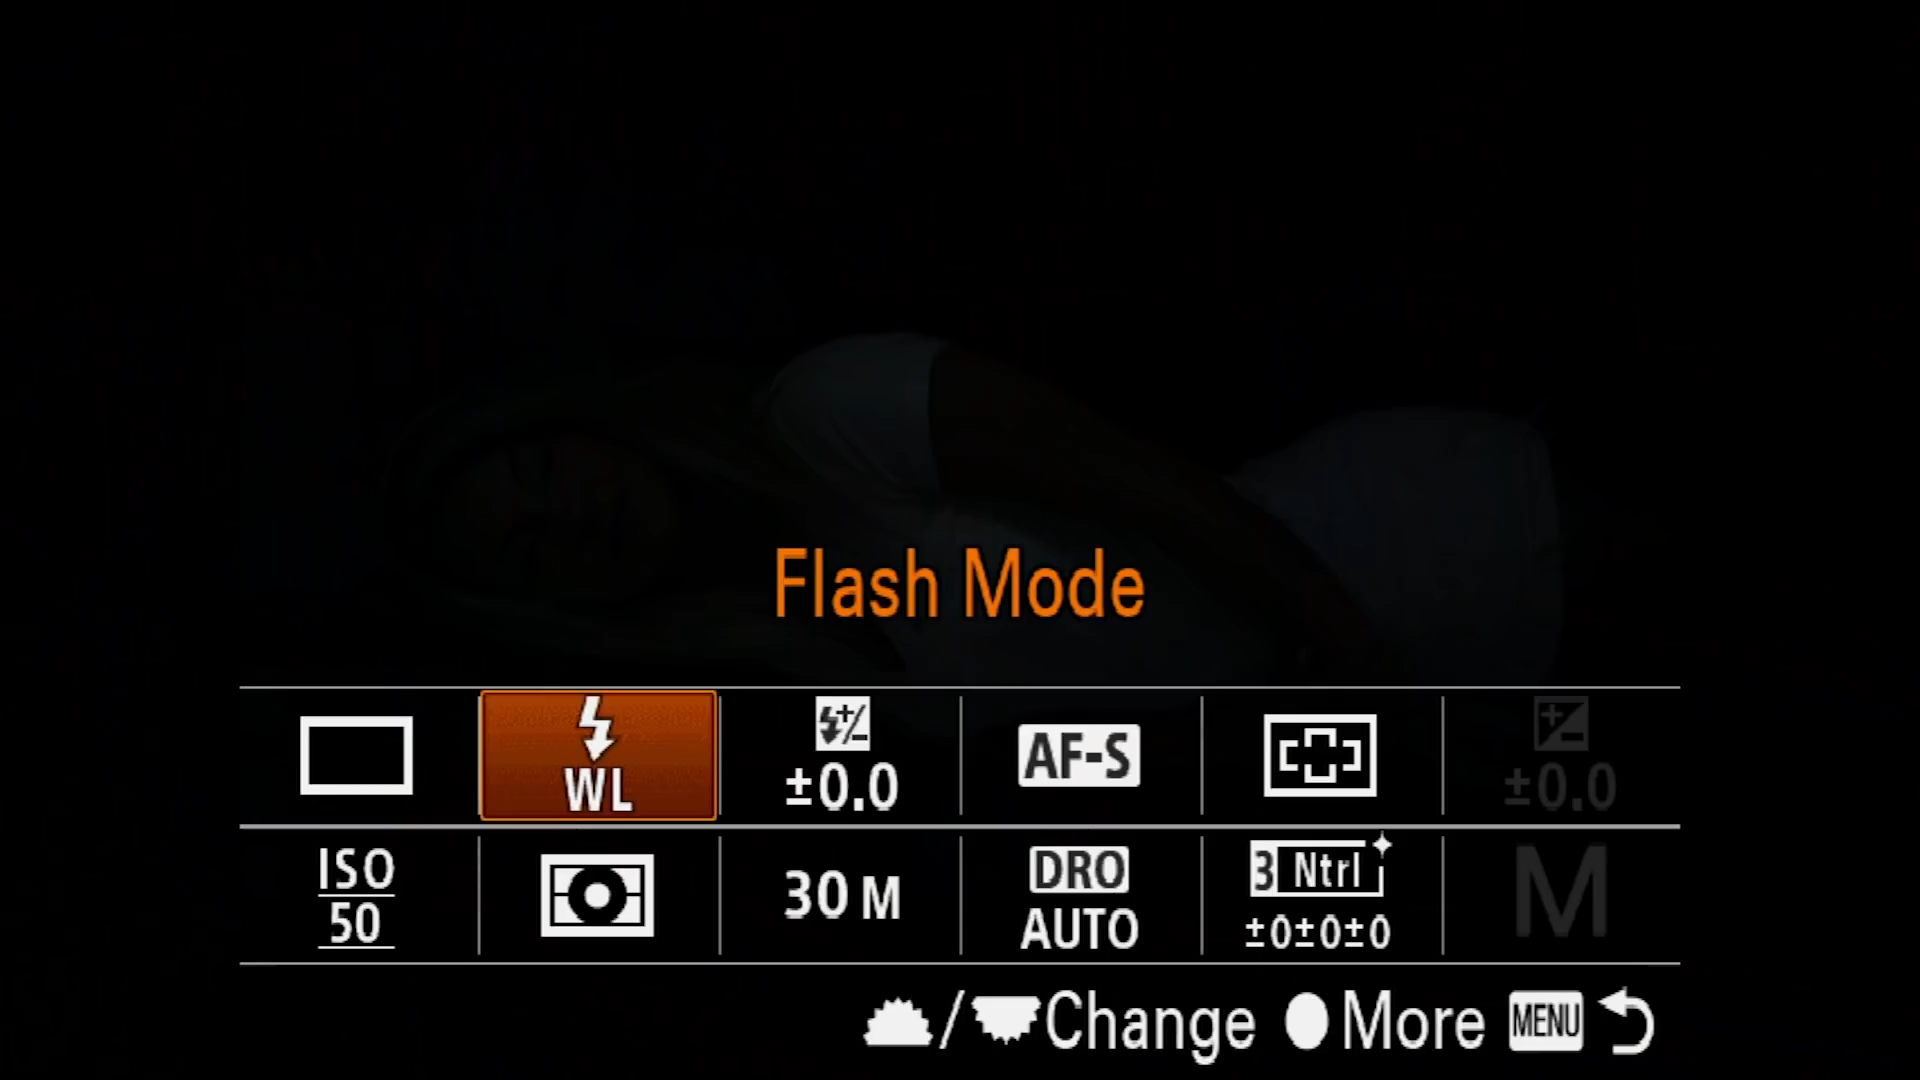 Flash Mode
WL
±0.0
AF-S
±0.0
ISO
50
30 M
DRO
AUTO
3 Ntrl
±0±0±0
M
/ Change More MENU